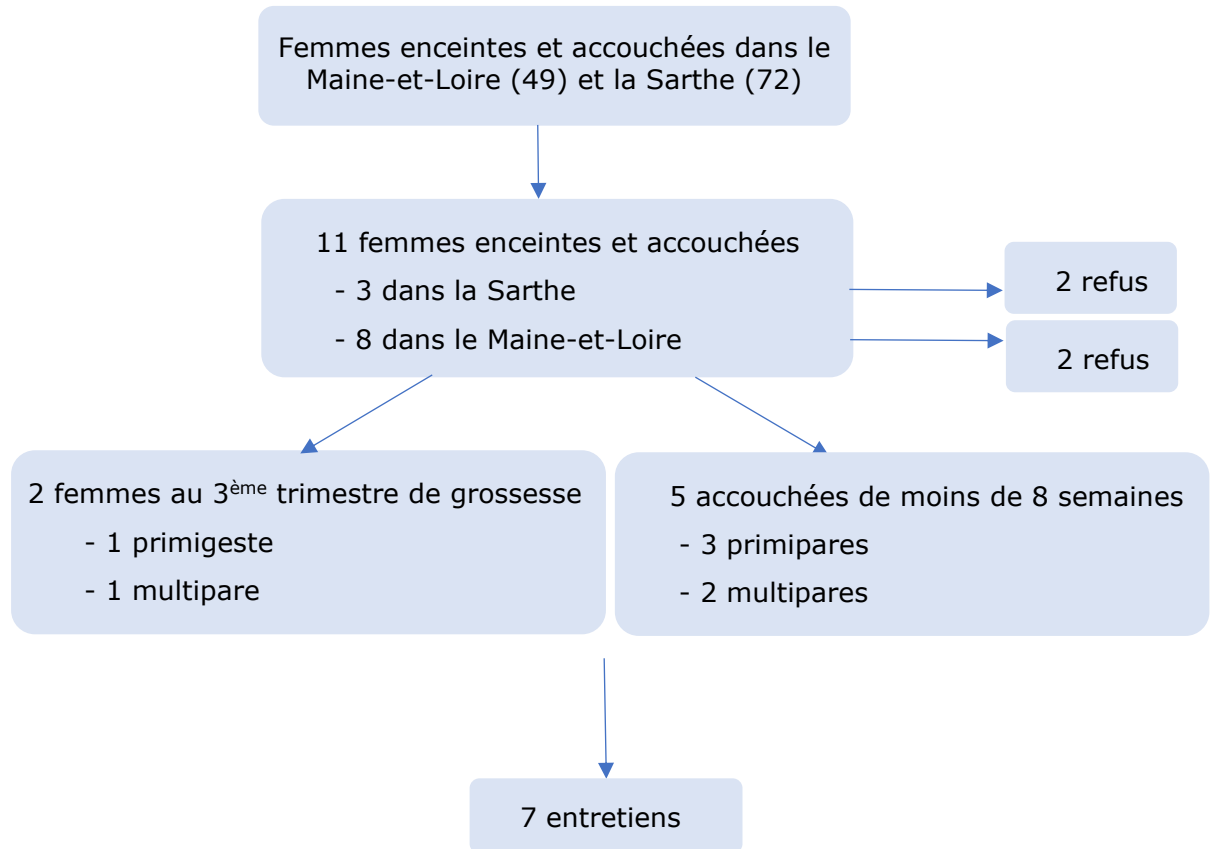 Femmes enceintes et accouchées dans le
Maine-et-Loire (49) et la Sarthe (72)
11 femmes enceintes et accouchées
- 3 dans la Sarthe
- 8 dans le Maine-et-Loire
2 refus
2 refus
2 femmes au 3ème trimestre de grossesse
- 1 primigeste
- 1 multipare
5 accouchées de moins de 8 semaines
- 3 primipares
- 2 multipares
7 entretiens